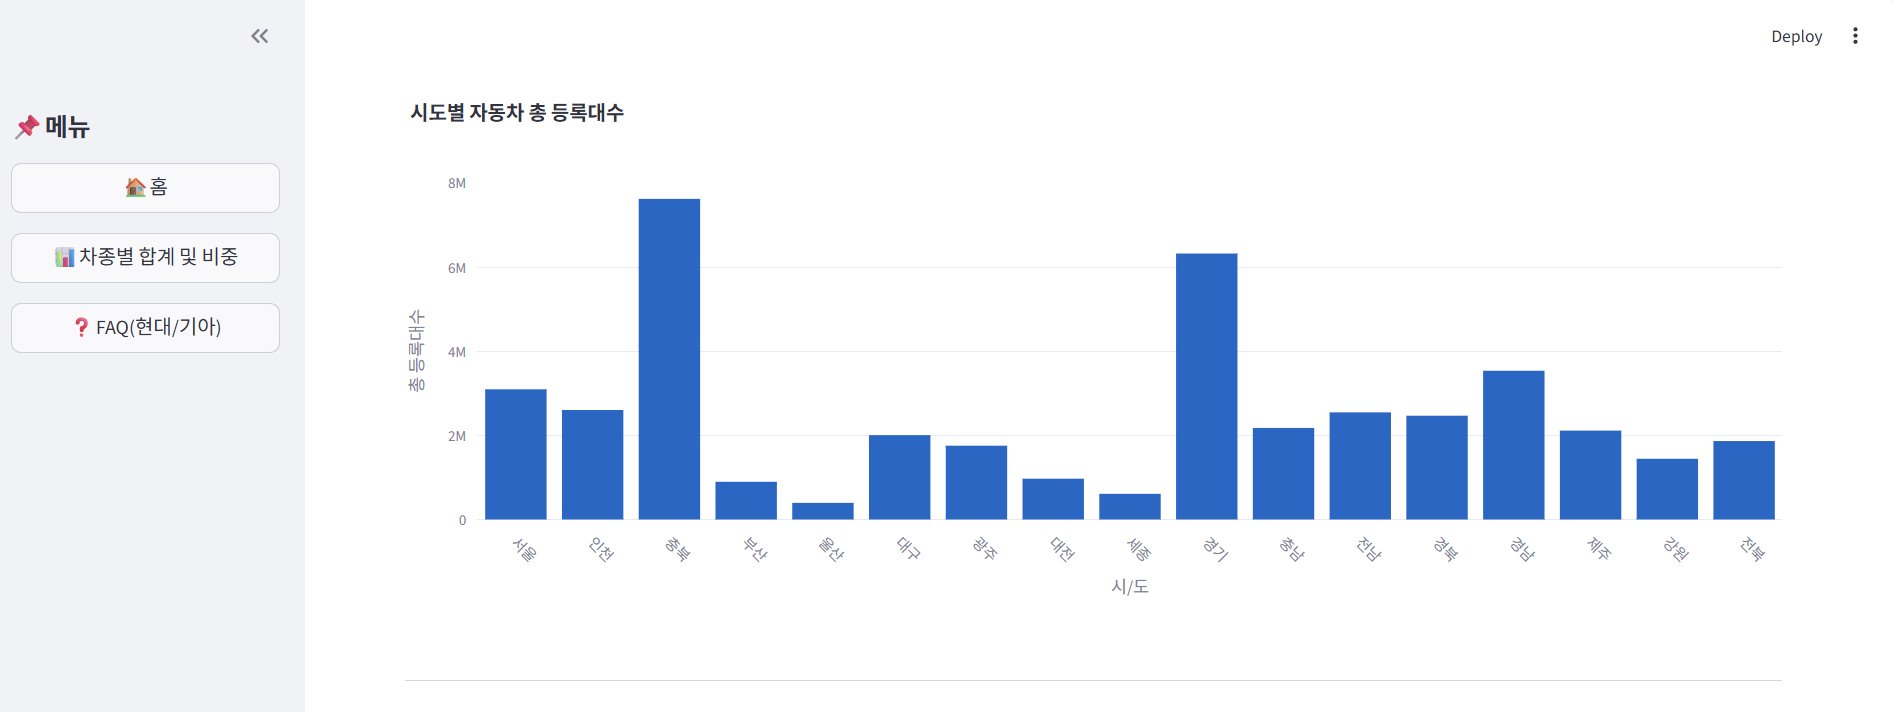 Deploy
메뉴
홈
차종별 합계 및 비중
FAQ(현대/기아)
시도별 자동차 총 등록대수
8M
6M
4M
2M
0
총 등록대수
서울
인천
충북
부산
울산
대구
광주
대전
세종
경기
충남
전남
경북
경남
제주
강원
전북
시/도